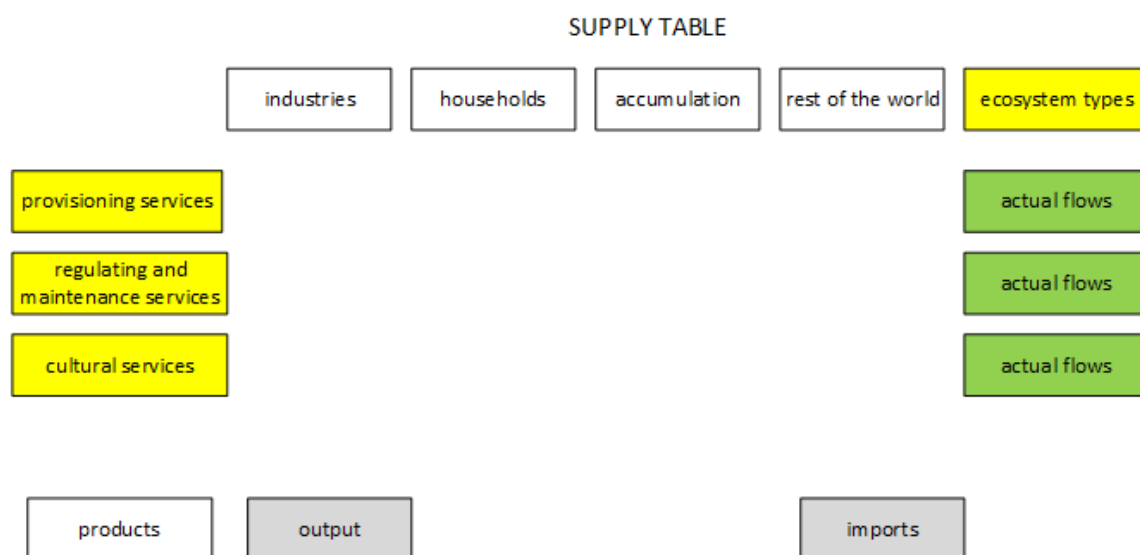 SUPPLY TABLE
industries
households
accumulation
rest of the world
ecosystem types
provisioning services
actual flows
regulating and
maintenance services
actual flows
cultural services
actual flows
products
output
imports